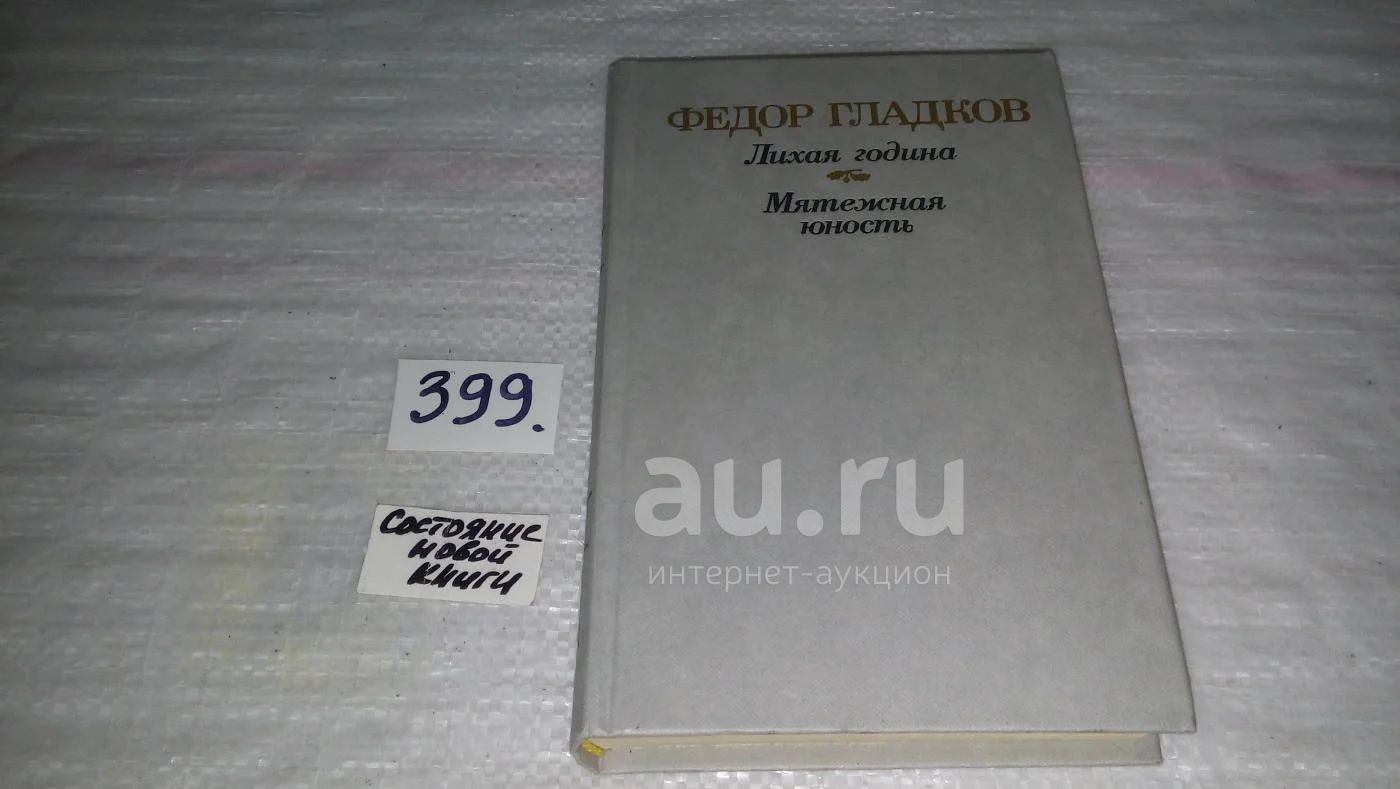 ФЕДОР ГЛАДКОВ
Лихая година
Мятежная
юность
399.
Состояние
новой
книги
au.ru
интернет-аукцион